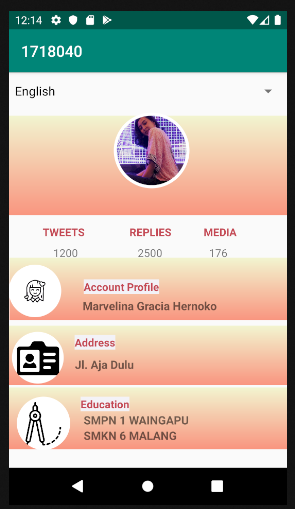 12:14
1718040
English
TWEETS REPLIES MEDIA
1200 2500 176
Account Profile
Marvelina Gracia Hernoko
Address
Jl. Aja Dulu
Education
SMPN 1 WAINGAPU
SMKN 6 MALANG